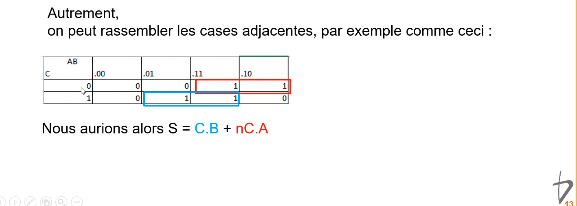 Autrement,
on peut rassembler les cases adjacentes, par exemple comme ceci :
AB
C .00 .01 .11 .10
0 0 0 1 1
1 0 1 1 0
Nous aurions alors S = C.B + nC.A
13